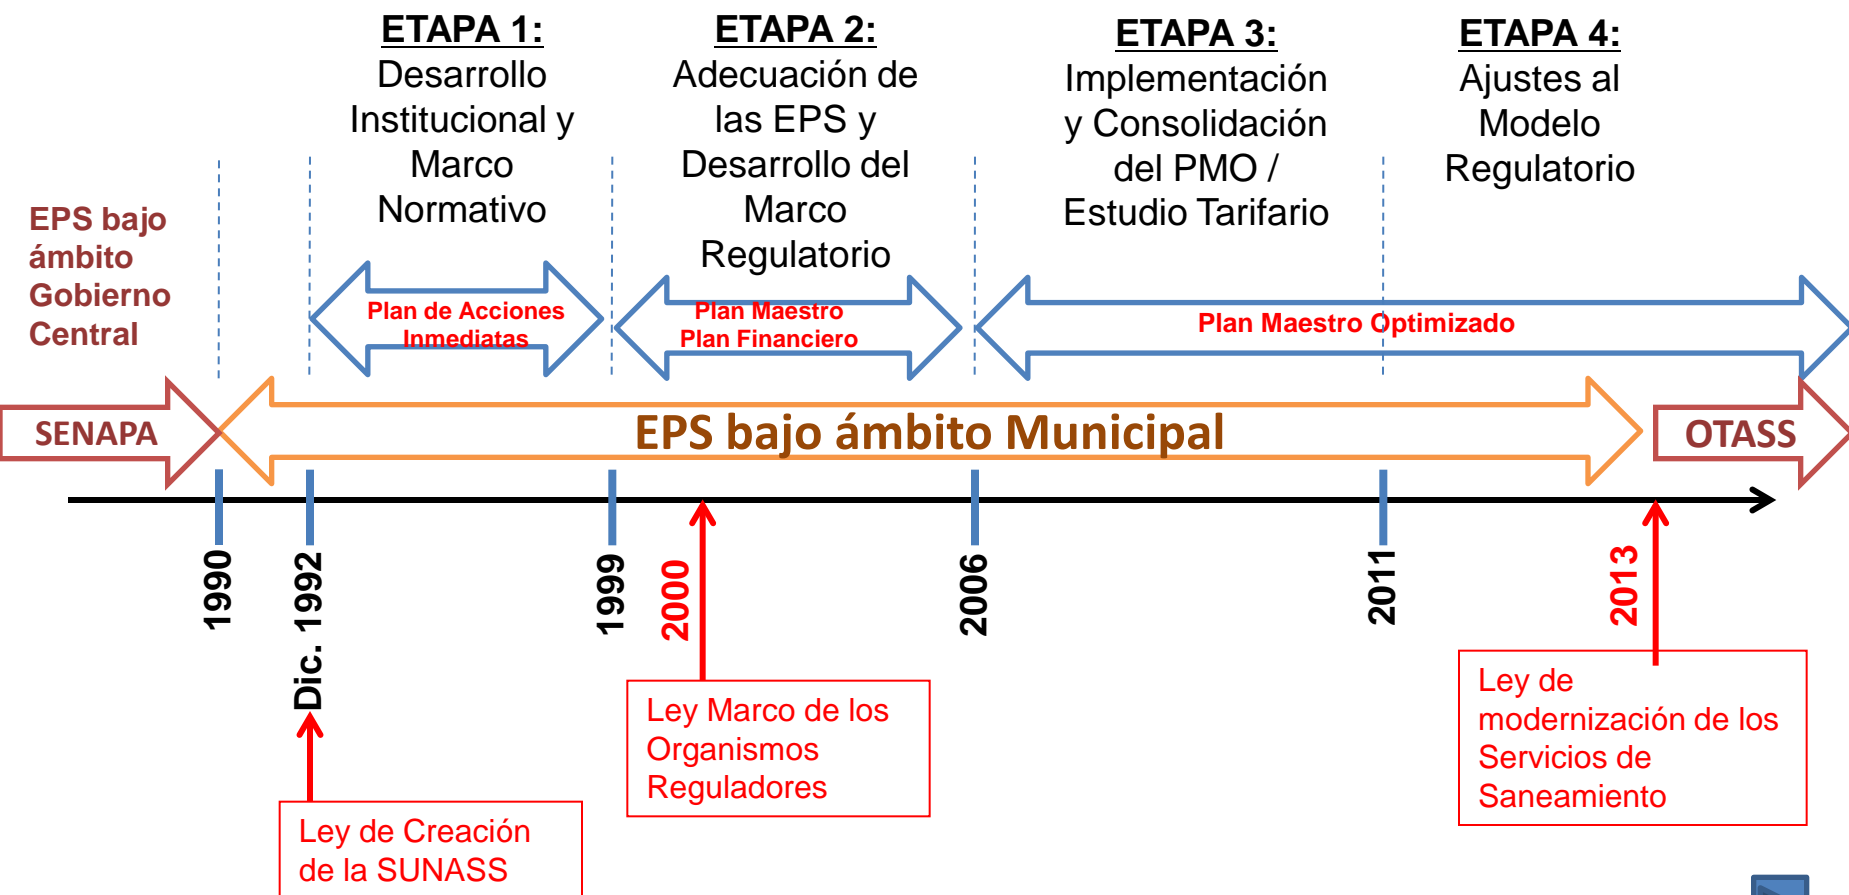 ETAPA 1:
Desarrollo
Institucional y
Marco
Normativo
ETAPA 2:
Adecuación de
las EPS y
Desarrollo del
Marco
Regulatorio
ETAPA 3:
Implementación
y Consolidación
del PMO /
Estudio Tarifario
ETAPA 4:
Ajustes al
Modelo
Regulatorio
EPS bajo
ámbito
Gobierno
Central
Plan de Acciones
Inmediatas
Plan Maestro
Plan Financiero
Plan Maestro Optimizado
SENAPA
EPS bajo ámbito Municipal
OTASS
1990
Dic. 1992
1999
2000
2006
2011
2013
Ley de Creación
de la SUNASS
Ley Marco de los
Organismos
Reguladores
Ley de
modernización de los
Servicios de
Saneamiento